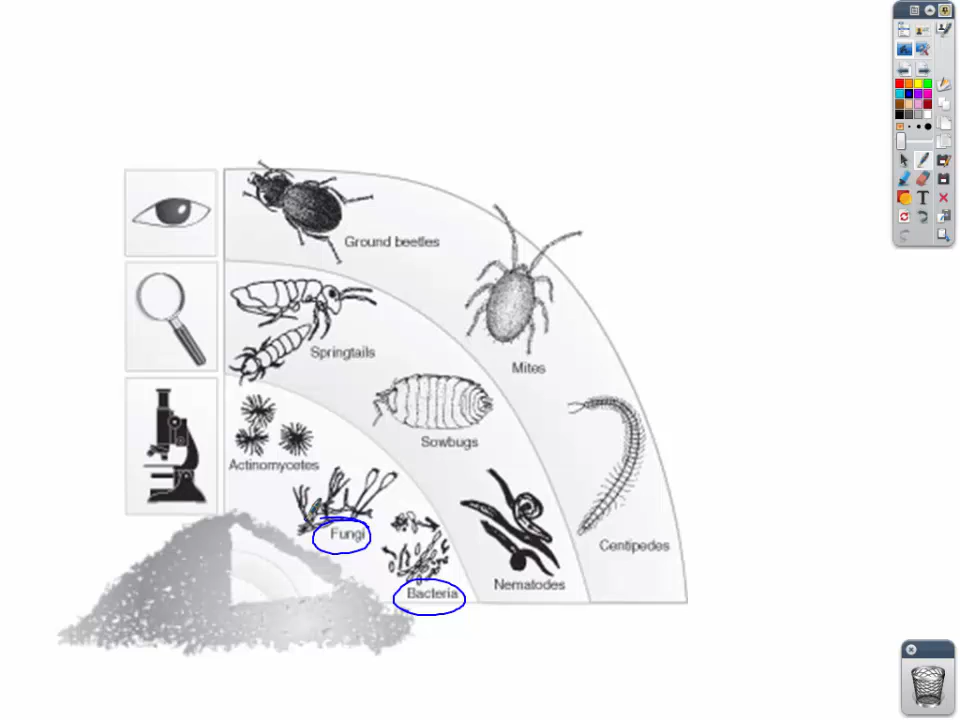 Ground beetles
Springtails
Mites
Sowbugs
Actinomycetes
Fungi
Centipedes
Nematodes
Bacteria
T